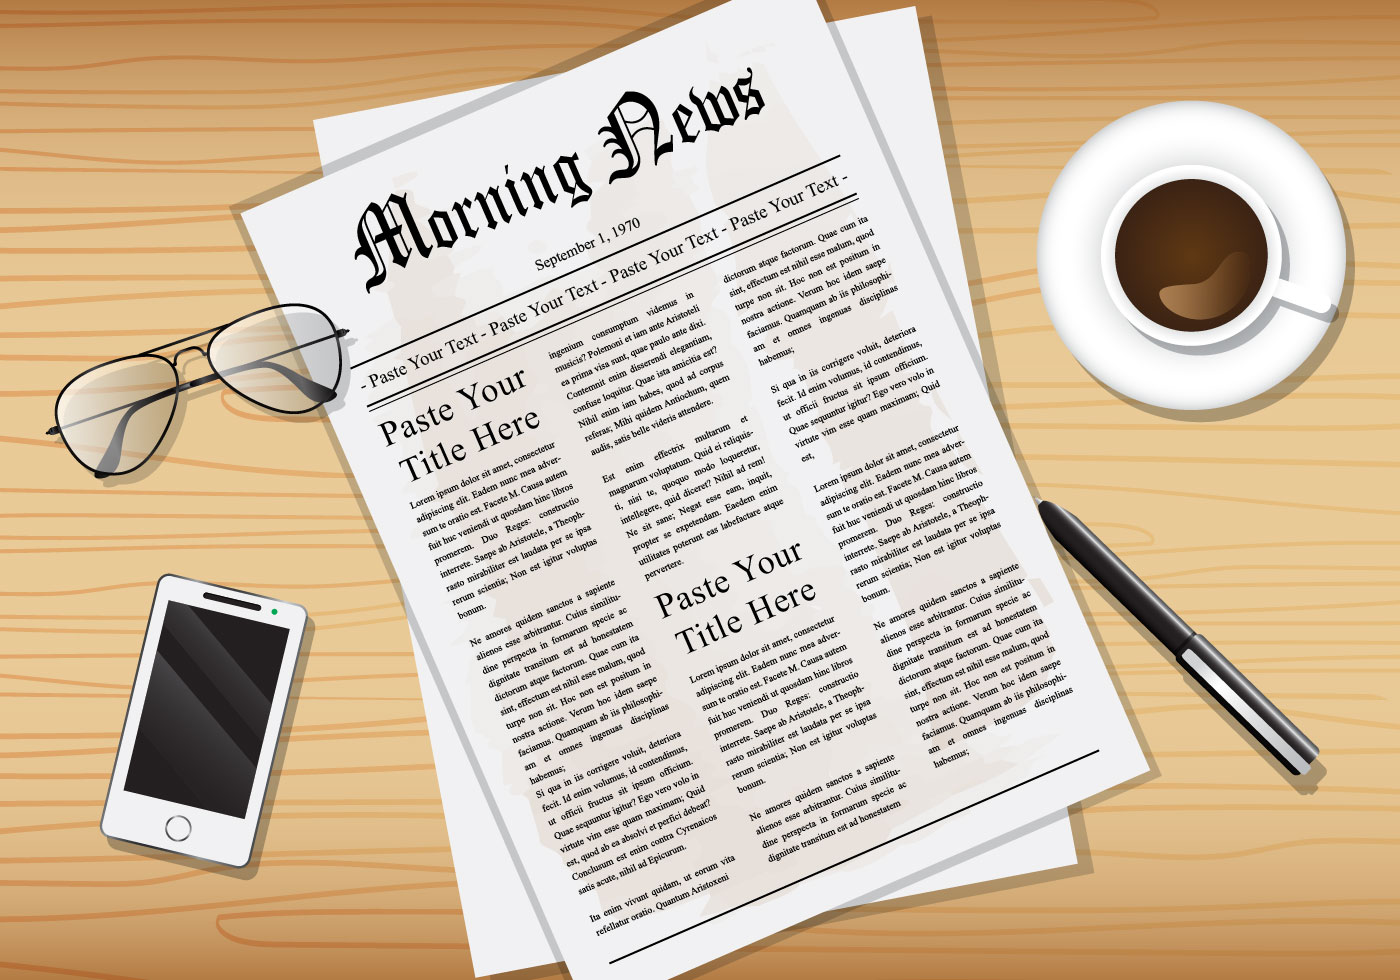 Morning News
September 1, 1970
- Paste Your Text - Paste Your Text - Paste Your Text - Paste Your Text -
Paste Your
Title Here
Lorem ipsum dolor sit amet, consectetur
adipiscing elit. Eadem nunc mea adver-
sum te oratio est. Facete M. Causa autem
fuit huc veniendi ut quosdam hinc libros
promerem. Duo Reges: constructio
interrete. Saepe ab Aristotele, a Theoph-
rasto mirabiliter est laudata per se ipsa
rerum scientia; Non est igitur voluptas
bonum.
Ne amores quidem sanctos a sapiente
alienos esse arbitrantur. Cuius similitu-
dine perspecta in formarum specie ac
dignitate transitum est ad honestatem
dictorum atque factorum. Quae cum ita
sint, effectum est nihil esse malum, quod
turpe non sit. Hoc non est positum in
nostra actione. Verum hoc idem saepe
faciamus. Quamquam ab iis philosophi-
am et omnes ingenuas disciplinas
habemus;
Si qua in iis corrigere voluit, deteriora
fecit. Id enim volumus, id contendimus,
ut officii fructus sit ipsum officium.
Quae sequuntur igitur? Ego vero volo in
virtute vim esse quam maximam; Quid
est, quod ab ea absolvi et perfici debeat?
Conclusum est enim contra Cyrenaicos
satis acute, nihil ad Epicurum.
Ita enim vivunt quidam, ut eorum vita
refellatur oratio. Quantum Aristoxeni
ingenium consumptum videmus in
musicis? Polemoni et iam ante Aristoteli
ea prima visa sunt, quae paulo ante dixi.
Contemnit enim disserendi elegantiam,
confuse loquitur. Quae ista amicitia est?
Nihil enim iam habes, quod ad corpus
referas; Mihi quidem Antiochum, quem
audis, satis belle videris attendere.
Est enim effectrix multarum et
magnarum voluptatum. Quid ei reliquis-
ti, nisi te, quoquo modo loqueretur,
intellegere, quid diceret? Nihil ad rem!
Ne sit sane; Negat esse eam, inquit,
propter se expetendam. Eaedem enim
utilitates poterunt eas labefactare atque
pervertere.
Paste Your
Title Here
Lorem ipsum dolor sit amet, consectetur
adipiscing elit. Eadem nunc mea adver-
sum te oratio est. Facete M. Causa autem
fuit huc veniendi ut quosdam hinc libros
promerem. Duo Reges: constructio
interrete. Saepe ab Aristotele, a Theoph-
rasto mirabiliter est laudata per se ipsa
rerum scientia; Non est igitur voluptas
bonum.
Ne amores quidem sanctos a sapiente
alienos esse arbitrantur. Cuius similitu-
dine perspecta in formarum specie ac
dignitate transitum est ad honestatem
dictorum atque factorum. Quae cum ita
sint, effectum est nihil esse malum, quod
turpe non sit. Hoc non est positum in
nostra actione. Verum hoc idem saepe
faciamus. Quamquam ab iis philosophi-
am et omnes ingenuas disciplinas
habemus;
Si qua in iis corrigere voluit, deteriora
fecit. Id enim volumus, id contendimus,
ut officii fructus sit ipsum officium.
Quae sequuntur igitur? Ego vero volo in
virtute vim esse quam maximam; Quid
est,
Lorem ipsum dolor sit amet, consectetur
adipiscing elit. Eadem nunc mea adver-
sum te oratio est. Facete M. Causa autem
fuit huc veniendi ut quosdam hinc libros
promerem. Duo Reges: constructio
interrete. Saepe ab Aristotele, a Theoph-
rasto mirabiliter est laudata per se ipsa
rerum scientia; Non est igitur voluptas
bonum.
Ne amores quidem sanctos a sapiente
alienos esse arbitrantur. Cuius similitu-
dine perspecta in formarum specie ac
dignitate transitum est ad honestatem
dictorum atque factorum. Quae cum ita
sint, effectum est nihil esse malum, quod
turpe non sit. Hoc non est positum in
nostra actione. Verum hoc idem saepe
faciamus. Quamquam ab iis philosophi-
am et omnes ingenuas disciplinas
habemus;